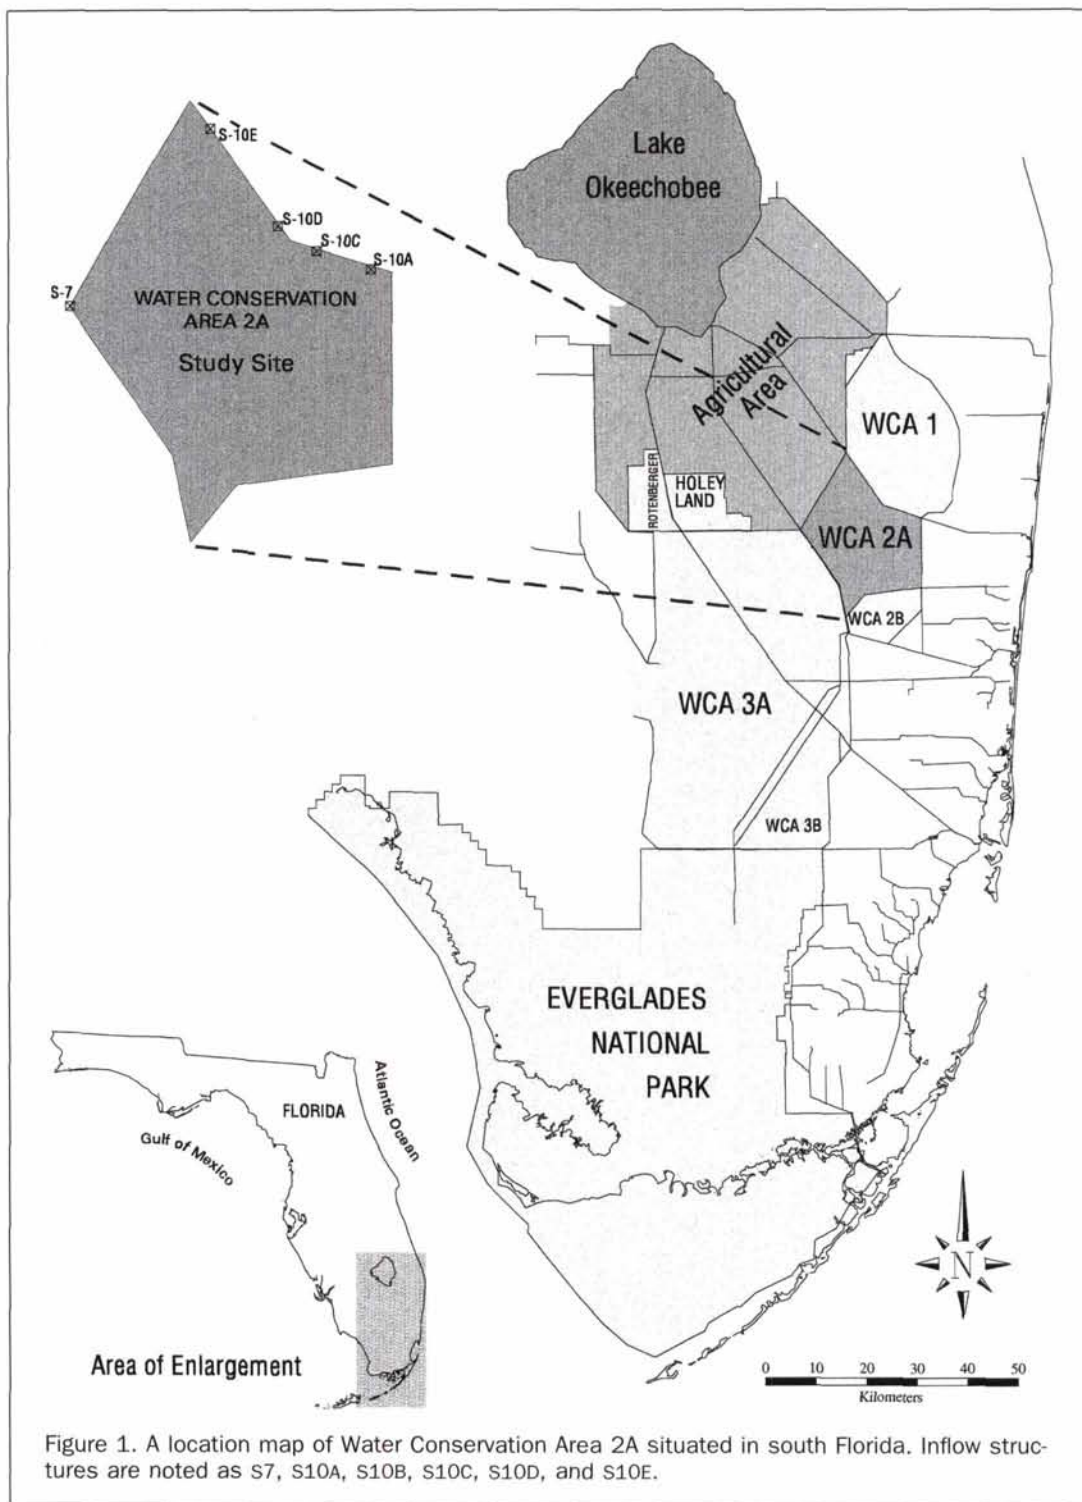 S-10E
S-10D
S-10C
S-10A
S-7
WATER CONSERVATION
AREA 2A
Study Site
Lake
Okeechobee
Agricultural
Area
WCA 1
ROTENBERGER
HOLEY
LAND
WCA 2A
WCA 2B
WCA 3A
WCA 3B
EVERGLADES
NATIONAL
PARK
FLORIDA
Atlantic Ocean
Gulf of Mexico
Area of Enlargement
N
0 10 20 30 40 50
Kilometers
Figure 1. A location map of Water Conservation Area 2A situated in south Florida. Inflow struc-
tures are noted as S7, S10A, S10B, S10C, S10D, and S10E.